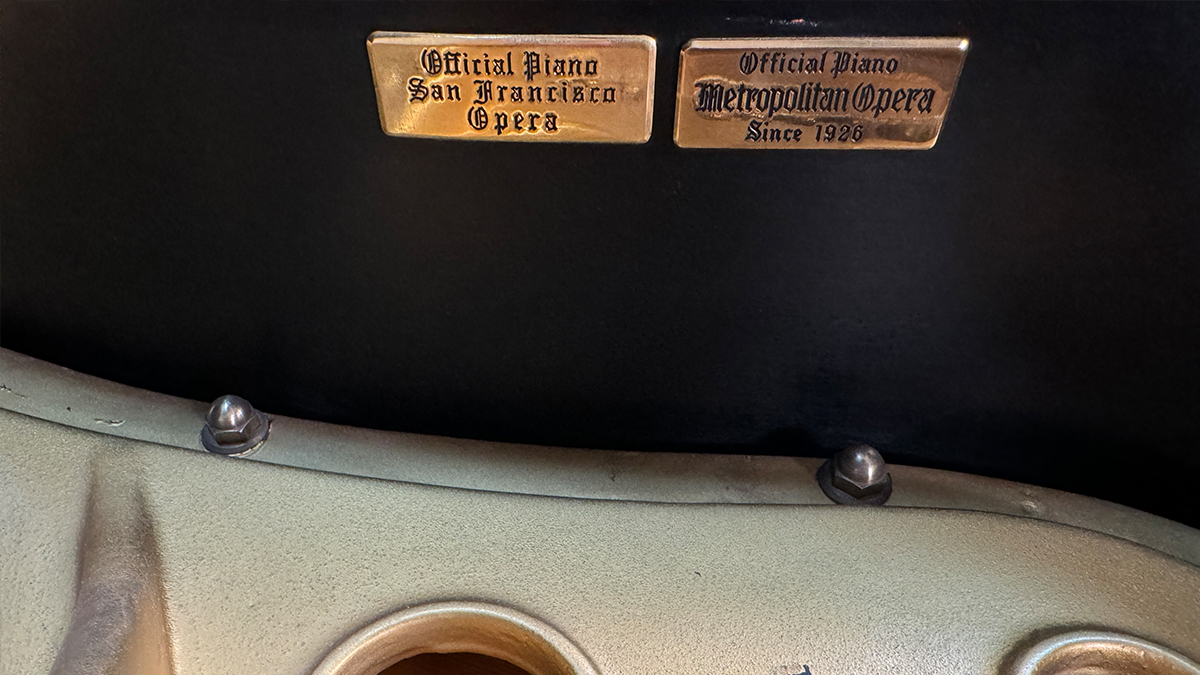 Official Piano
San Francisco
Opera
Official Piano
Metropolitan Opera
Since 1926